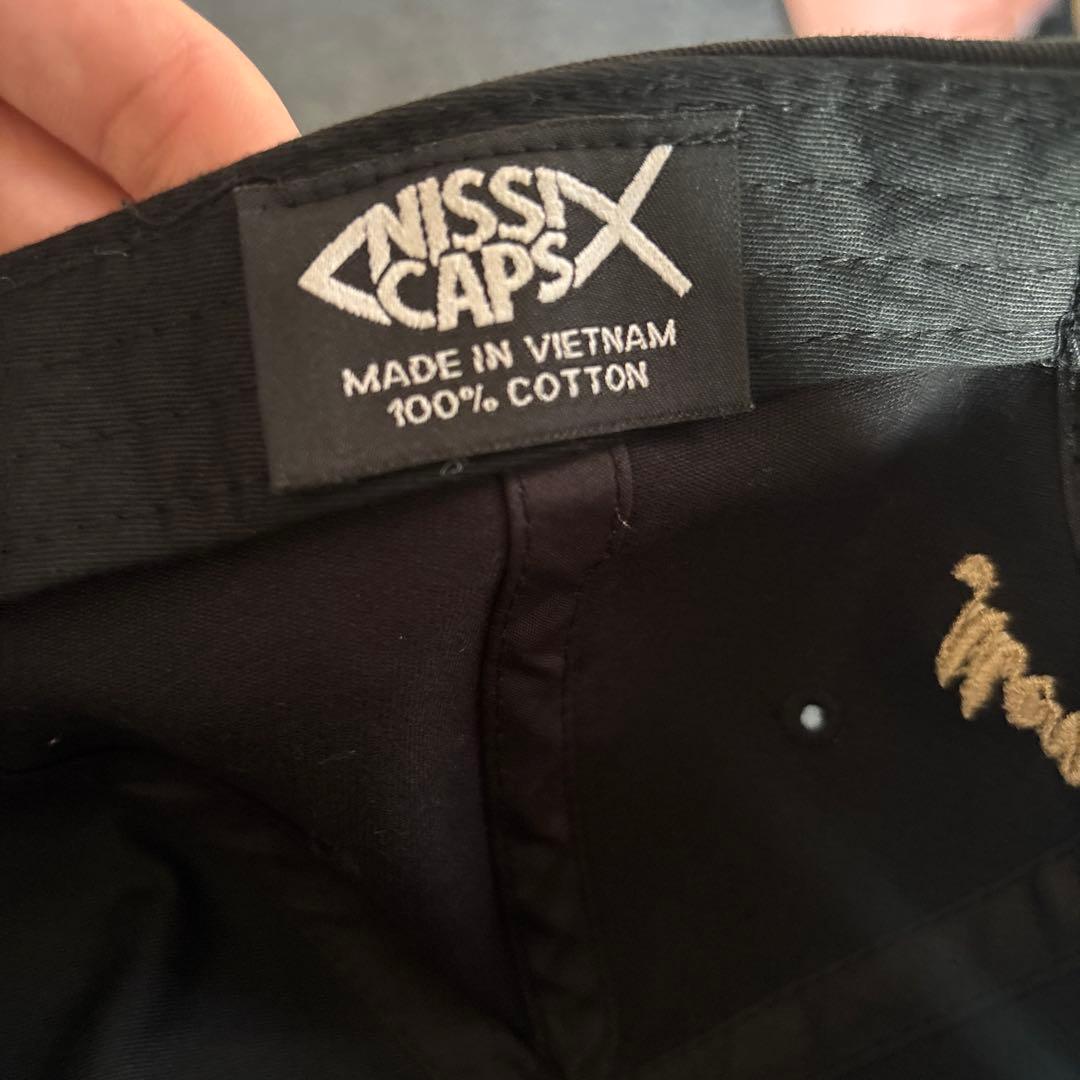 NISSI
CAPS
MADE IN VIETNAM
100% COTTON